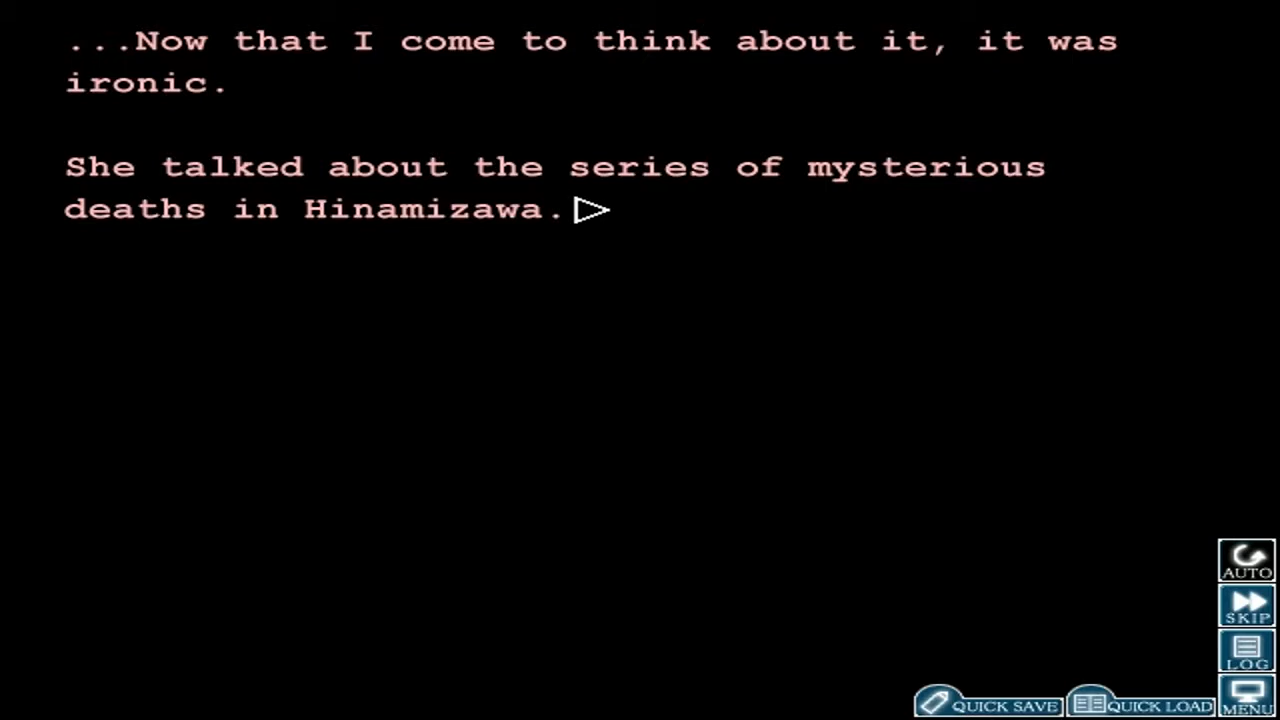 ...Now that I come to think about it, it was
ironic.
She talked about the series of mysterious
deaths in Hinamizawa.
AUTO
SKIP
LOG
QUICK SAVE
QUICK LOAD
MENU